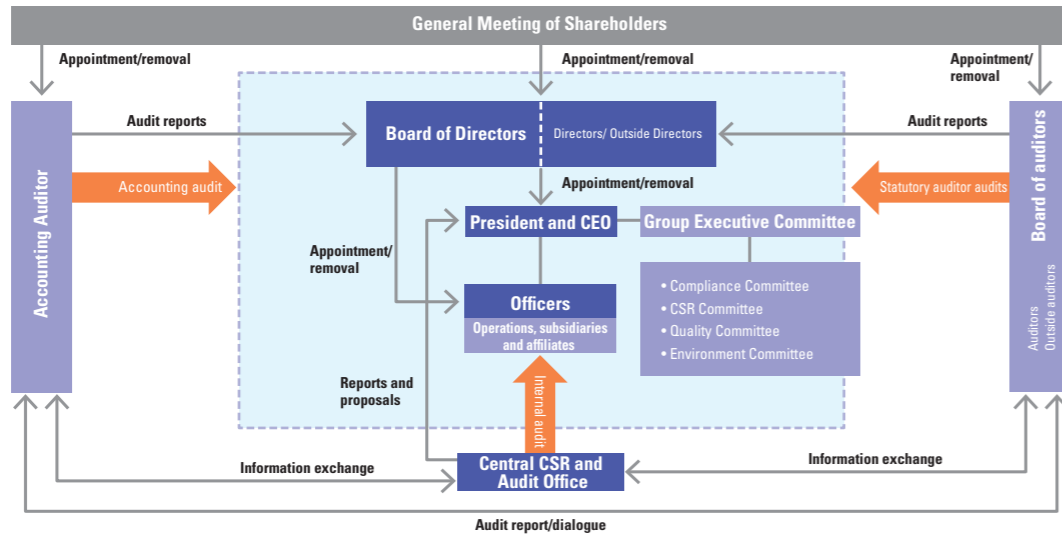 General Meeting of Shareholders
Appointment/removal
Appointment/removal
Appointment/
removal
Audit reports
Board of Directors
Directors/ Outside Directors
Audit reports
Accounting Auditor
Accounting audit
Appointment/removal
Statutory auditor audits
Board of auditors
Auditors
Outside auditors
President and CEO
Group Executive Committee
Appointment/
removal
• Compliance Committee
• CSR Committee
• Quality Committee
• Environment Committee
Officers
Operations, subsidiaries
and affiliates
Reports and
proposals
Internal audit
Information exchange
Central CSR and
Audit Office
Information exchange
Audit report/dialogue